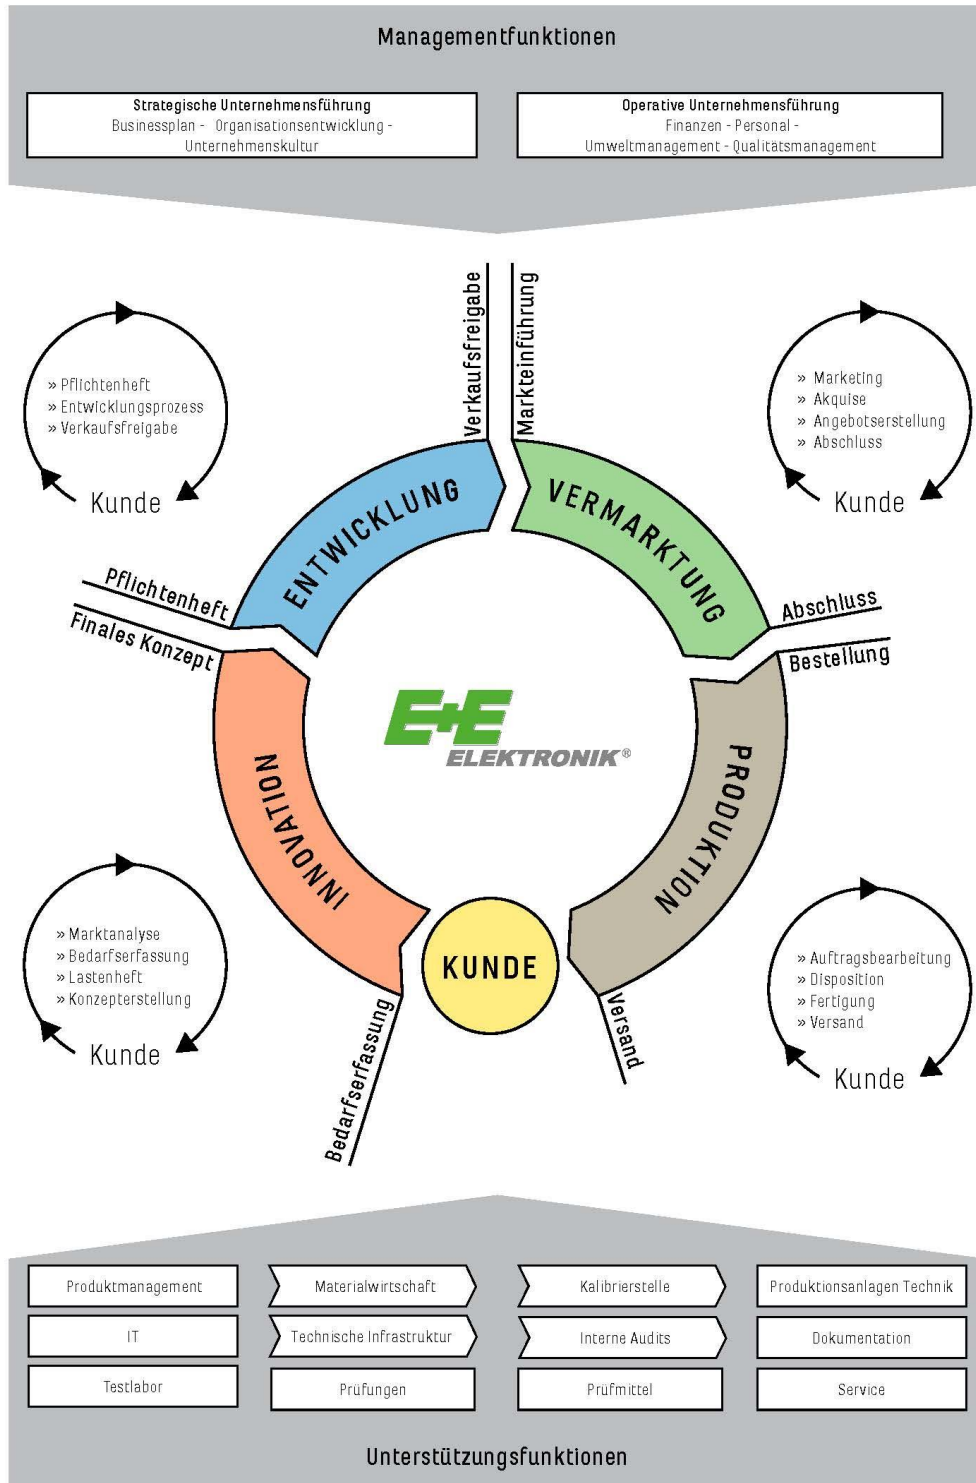 Managementfunktionen
Strategische Unternehmensführung
Businessplan - Organisationsentwicklung -
Unternehmenskultur
Operative Unternehmensführung
Finanzen - Personal -
Umweltmanagement - Qualitätsmanagement
Verkaufsfreigabe
Markteinführung
» Pflichtenheft
» Entwicklungsprozess
» Verkaufsfreigabe
Kunde
» Marketing
» Akquise
» Angebotserstellung
» Abschluss
Kunde
ENTWICKLUNG
VERMARKTUNG
Pflichtenheft
Finales Konzept
Abschluss
Bestellung
E+E
ELEKTRONIK®
INNOVATION
PRODUKTION
KUNDE
» Marktanalyse
» Bedarfserfassung
» Lastenheft
» Konzepterstellung
Kunde
» Auftragsbearbeitung
» Disposition
» Fertigung
» Versand
Kunde
Bedarfserfassung
Versand
Produktmanagement
Materialwirtschaft
Kalibrierstelle
Produktionsanlagen Technik
IT
Technische Infrastruktur
Interne Audits
Dokumentation
Testlabor
Prüfungen
Prüfmittel
Service
Unterstützungsfunktionen